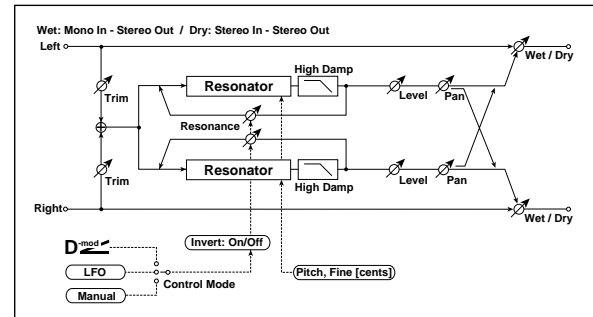 Wet: Mono In - Stereo Out / Dry: Stereo In - Stereo Out
Left
Wet / Dry
High Damp
Resonator
Trim
Level
Pan
Resonance
Resonator
Trim
High Damp
Level
Pan
Right
Wet / Dry
D-mod
Invert: On/Off
LFO
Pitch, Fine [cents]
Control Mode
Manual